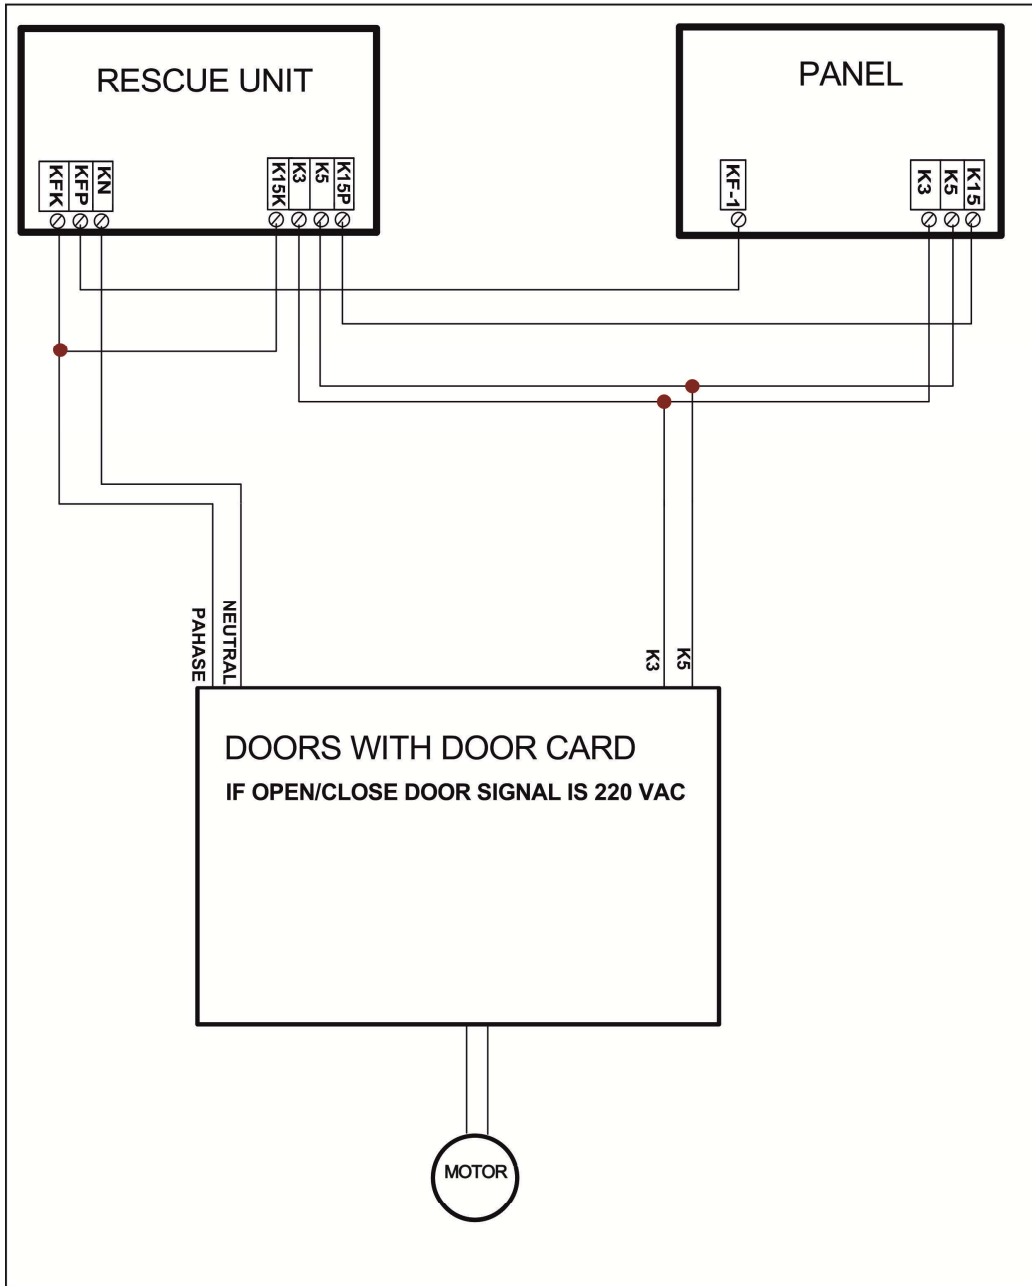 RESCUE UNIT
PANEL
KFK
KFP
KN
K15K
K3
K5
K15P
KF-1
K3
K5
K15
PAHASE
NEUTRAL
K3
K5
DOORS WITH DOOR CARD
IF OPEN/CLOSE DOOR SIGNAL IS 220 VAC
MOTOR